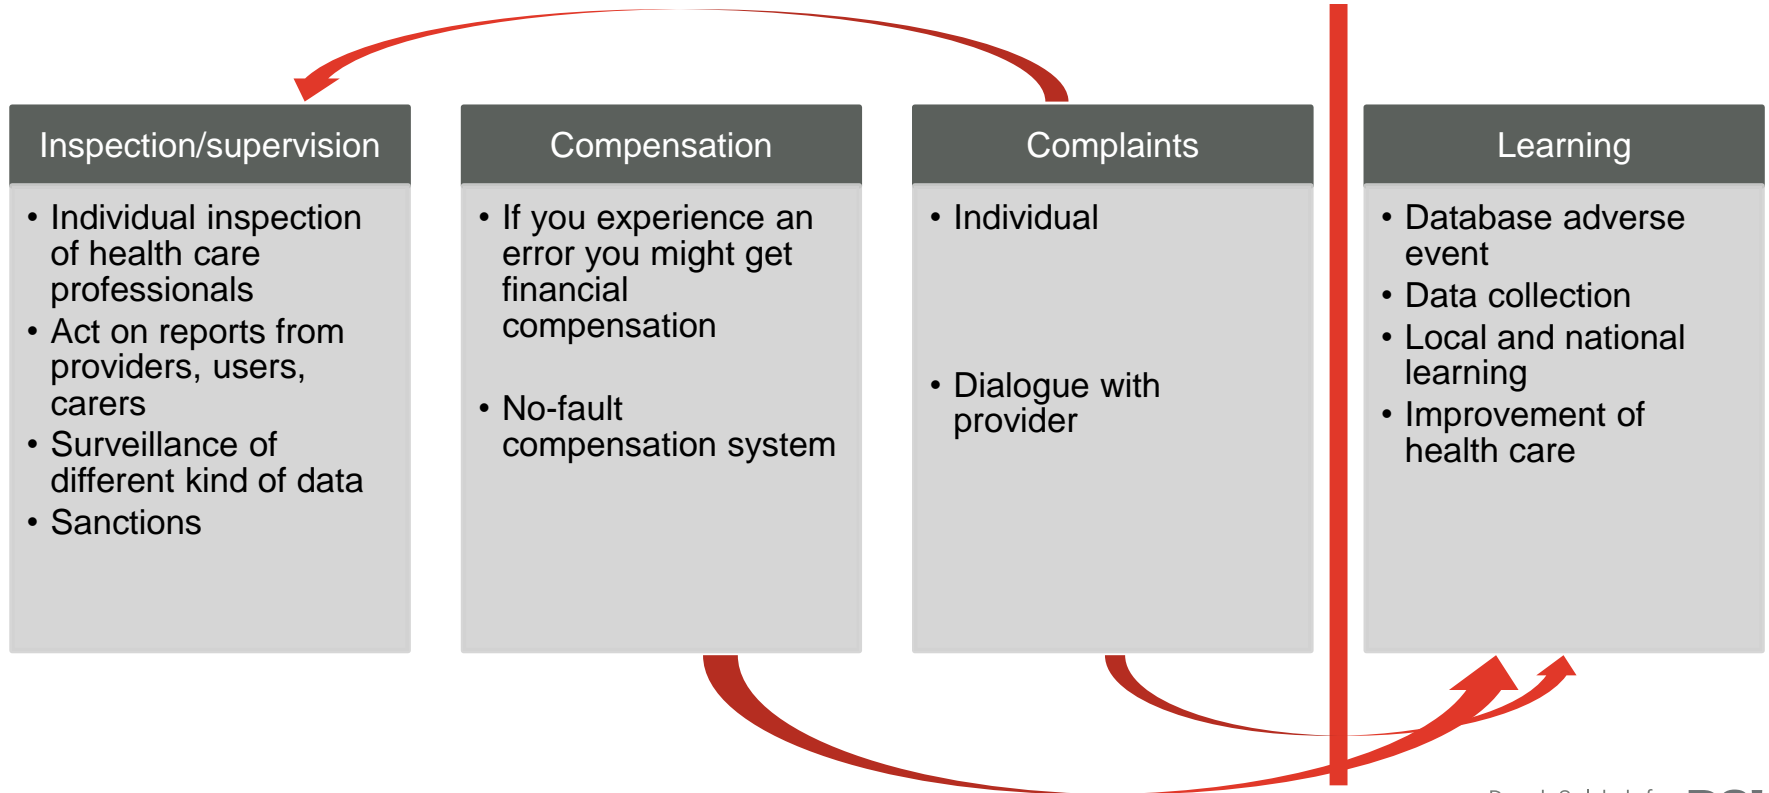 Inspection/supervision
• Individual inspection
of health care
professionals
• Act on reports from
providers, users,
carers
• Surveillance of
different kind of data
• Sanctions
Compensation
• If you experience an
error you might get
financial
compensation
• No-fault
compensation system
Complaints
• Individual
• Dialogue with
provider
Learning
• Database adverse
event
• Data collection
• Local and national
learning
• Improvement of
health care